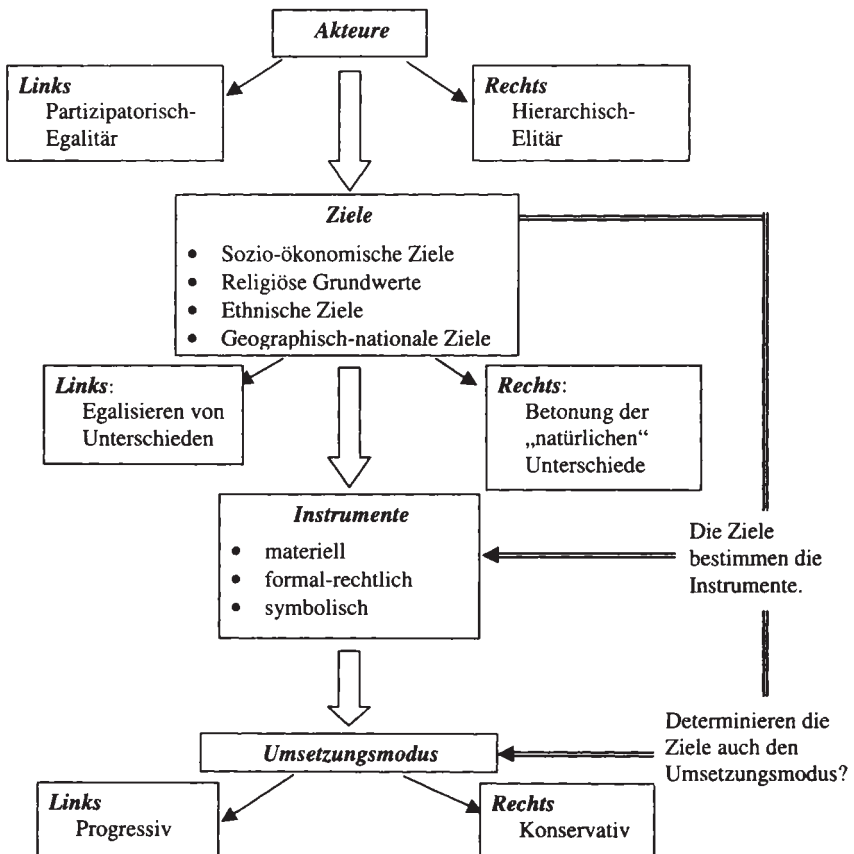 Akteure
Links
Partizipatorisch-
Egalitär
Rechts
Hierarchisch-
Elitär
Ziele
• Sozio-ökonomische Ziele
• Religiöse Grundwerte
• Ethnische Ziele
• Geographisch-nationale Ziele
Links:
Egalisieren von
Unterschieden
Rechts:
Betonung der
„natürlichen“
Unterschiede
Instrumente
• materiell
• formal-rechtlich
• symbolisch
Die Ziele
bestimmen die
Instrumente.
Umsetzungsmodus
Determinieren die
Ziele auch den
Umsetzungsmodus?
Links
Progressiv
Rechts
Konservativ